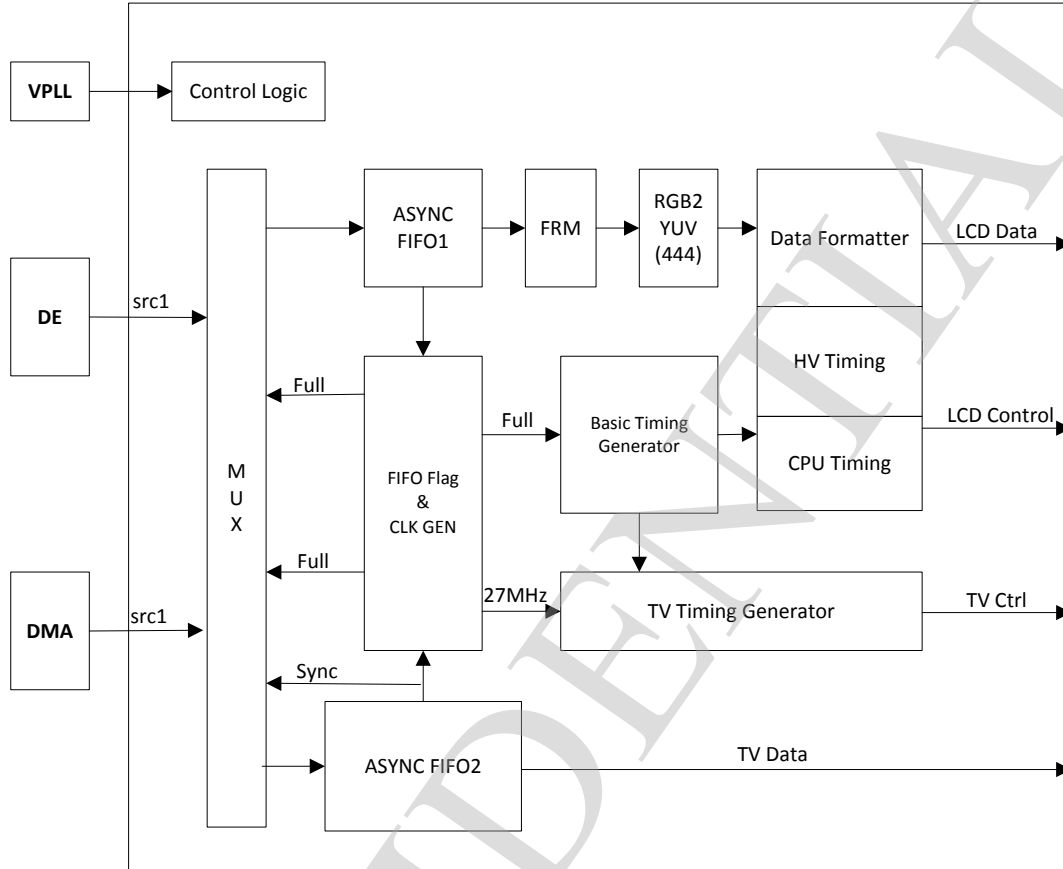 VPLL
Control Logic
ASYNC
FIFO1
FRM
RGB2
YUV
(444)
Data Formatter
LCD Data
DE
src1
HV Timing
Full
Full
Basic Timing
Generator
LCD Control
CPU Timing
M
U
X
FIFO Flag
&
CLK GEN
Full
27MHz
DMA
src1
TV Timing Generator
TV Ctrl
Sync
ASYNC FIFO2
TV Data
NDENTIAL